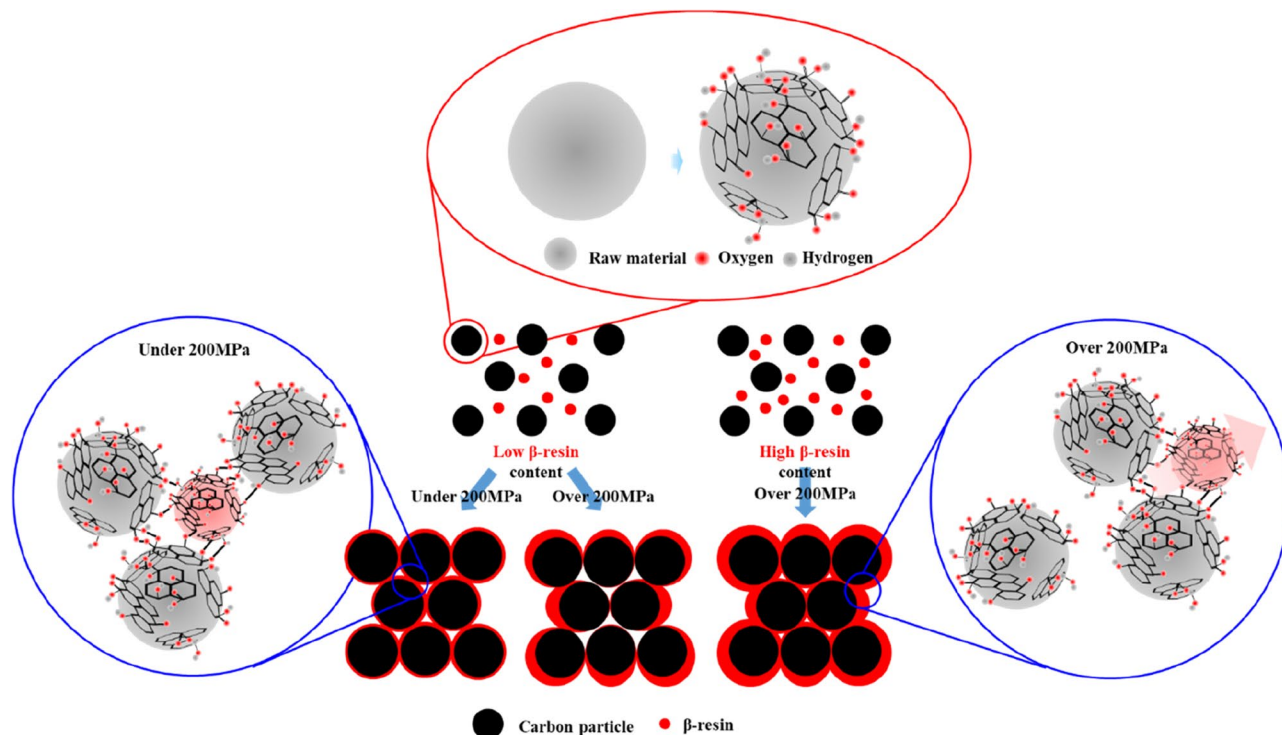 Raw material Oxygen Hydrogen
Under 200MPa
Over 200MPa
Low β-resin
content
High β-resin
content
Under 200MPa
Over 200MPa
Over 200MPa
Carbon particle β-resin